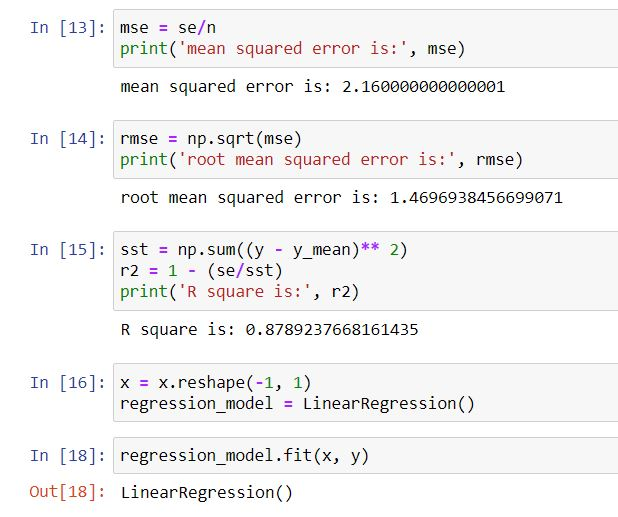 In [13]: mse = se/n
print('mean squared error is:', mse)
mean squared error is: 2.160000000000001
In [14]: rmse = np.sqrt(mse)
print('root mean squared error is:', rmse)
root mean squared error is: 1.4696938456699071
In [15]: sst = np.sum((y - y_mean)** 2)
r2 = 1 - (se/sst)
print('R square is:', r2)
R square is: 0.8789237668161435
In [16]: x = x.reshape(-1, 1)
regression_model = LinearRegression()
In [18]: regression_model.fit(x, y)
Out[18]: LinearRegression()